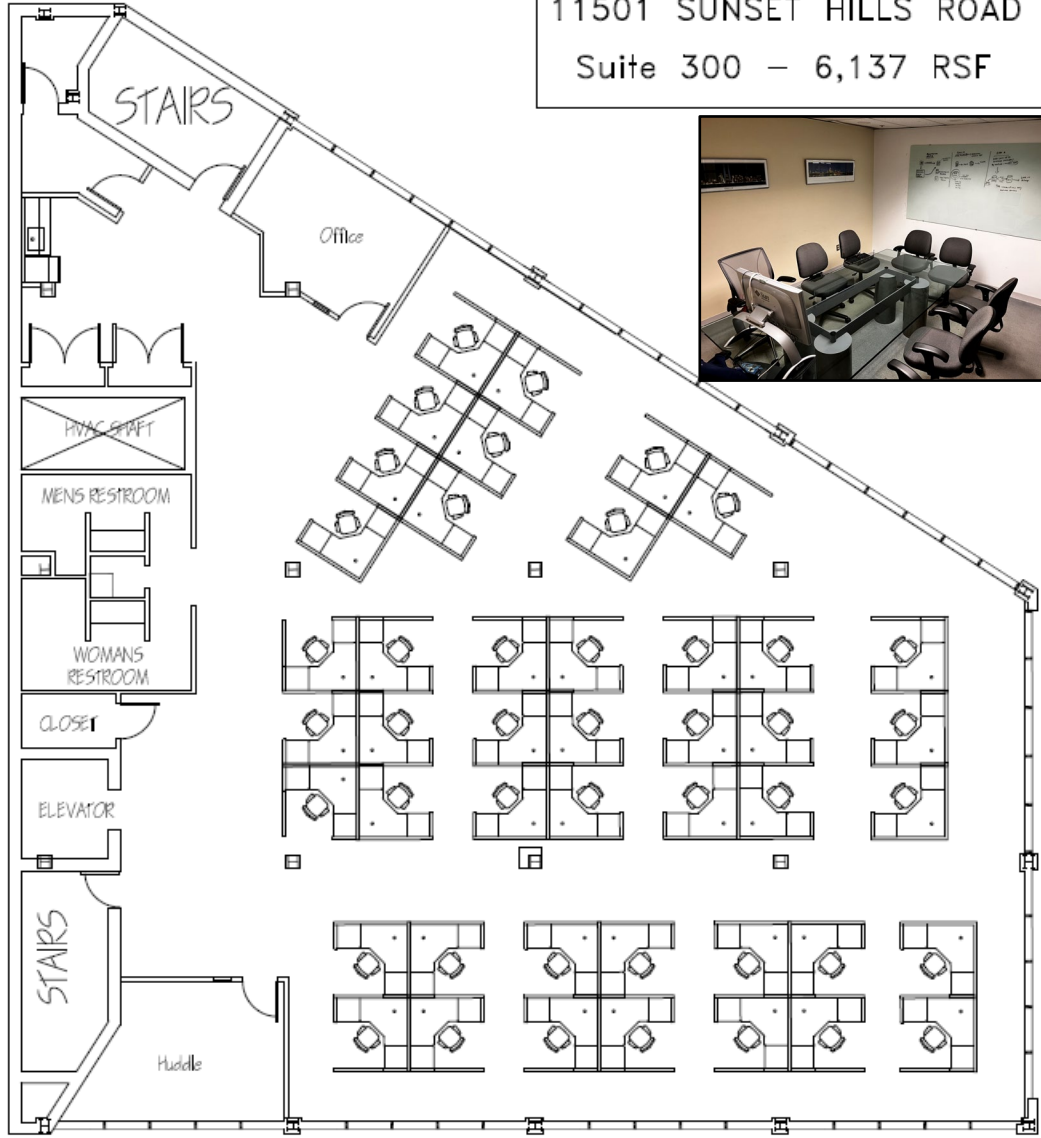 11501 SUNSET HILLS ROAD
Suite 300 – 6,137 RSF
STAIRS
Office
HVAC SHAFT
MENS RESTROOM
WOMANS
RESTROOM
CLOSET
ELEVATOR
STAIRS
Huddle